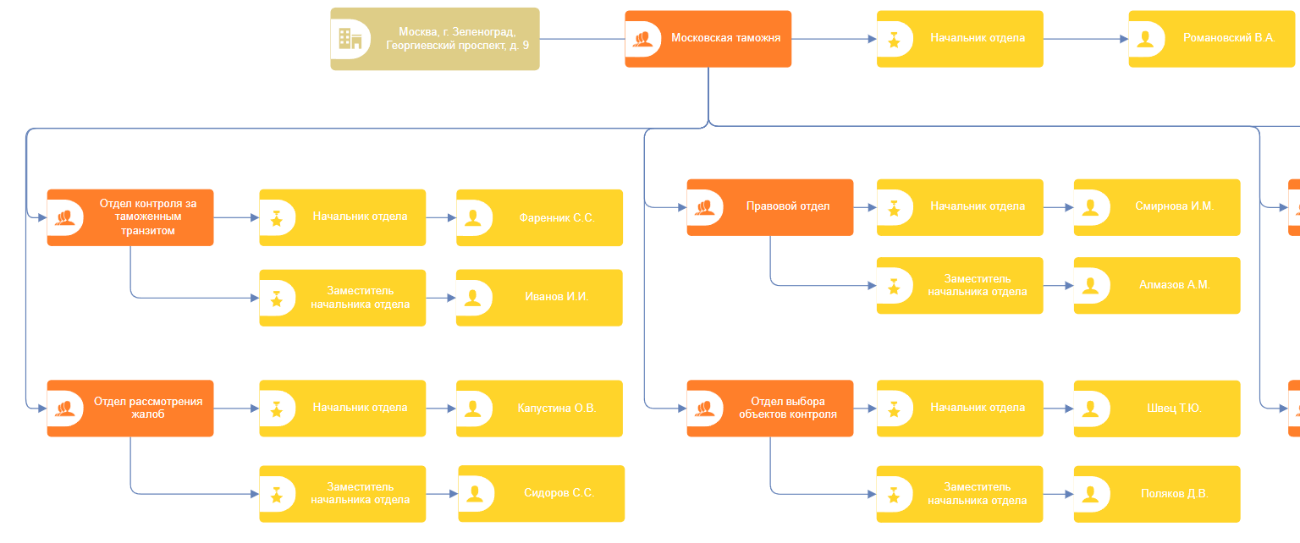 Москва, г. Зеленоград,
Георгиевский проспект, д. 9
Московская таможня
Начальник отдела
Романовский В.А.
Отдел контроля за
таможенным
транзитом
Начальник отдела
Фаренник С.С.
Заместитель
начальника отдела
Иванов И.И.
Правовой отдел
Начальник отдела
Смирнова И.М.
Заместитель
начальника отдела
Алмазов А.М.
Отдел рассмотрения
жалоб
Начальник отдела
Капустина О.В.
Заместитель
начальника отдела
Сидоров С.С.
Отдел выбора
объектов контроля
Начальник отдела
Швец Т.Ю.
Заместитель
начальника отдела
Поляков Д.В.